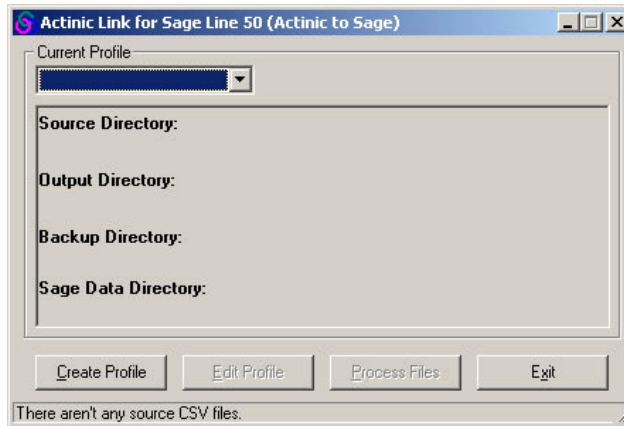 Actinic Link for Sage Line 50 (Actinic to Sage)
Current Profile
Source Directory:
Output Directory:
Backup Directory:
Sage Data Directory:
Create Profile Edit Profile Process Files Exit
There aren't any source CSV files.